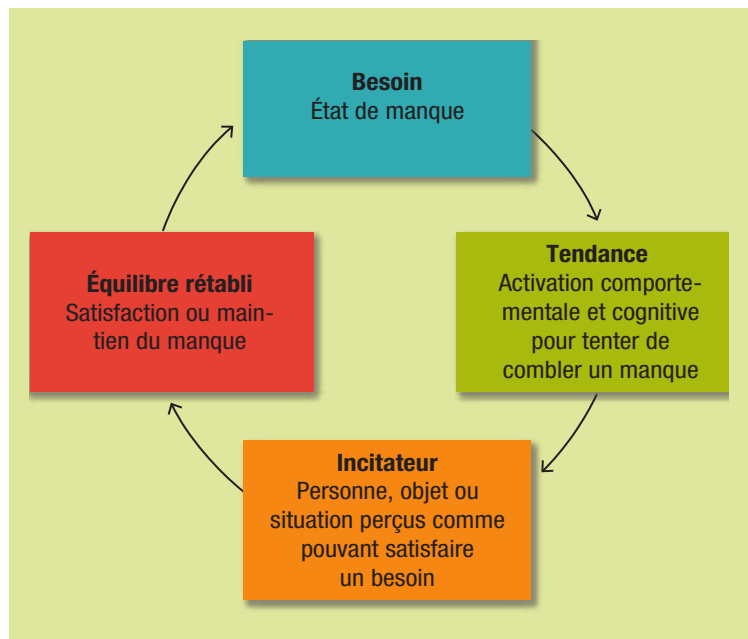 Besoin
État de manque
Tendance
Activation comporte-
mentale et cognitive
pour tenter de
combler un manque
Incitateur
Personne, objet ou
situation perçus comme
pouvant satisfaire
un besoin
Équilibre rétabli
Satisfaction ou main-
tien du manque